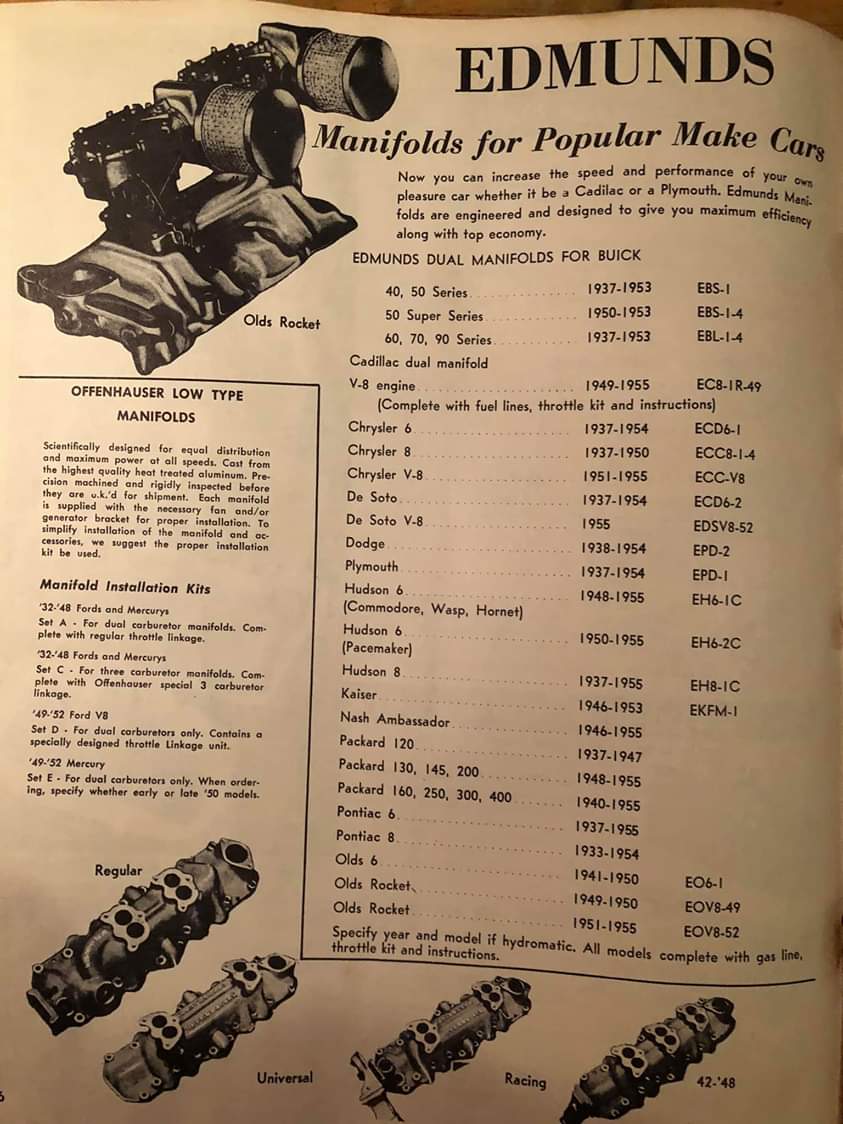 EDMUNDS
Manifolds for Popular Make Cars
Now you can increase the speed and performance of your own
pleasure car whether it be a Cadilac or a Plymouth. Edmunds Mani-
folds are engineered and designed to give you maximum efficiency
along with top economy.
Olds Rocket
EDMUNDS DUAL MANIFOLDS FOR BUICK
40, 50 Series 1937-1953 EBS-1
50 Super Series 1950-1953 EBS-1-4
60, 70, 90 Series 1937-1953 EBL-1-4
Cadillac dual manifold
V-8 engine 1949-1955 EC8-1R-49
(Complete with fuel lines, throttle kit and instructions)
Chrysler 6 1937-1954 ECD6-1
Chrysler 8 1937-1950 ECC8-1-4
Chrysler V-8 1951-1955 ECC-V8
De Soto 1937-1954 ECD6-2
De Soto V-8 1955 EDSV8-52
Dodge 1938-1954 EPD-2
Plymouth 1937-1954 EPD-1
Hudson 6 1948-1955 EH6-1C
(Commodore, Wasp, Hornet)
Hudson 6 1950-1955 EH6-2C
(Pacemaker)
Hudson 8 1937-1955 EH8-1C
Kaiser 1946-1953 EKFM-1
Nash Ambassador 1946-1955
Packard 120 1937-1947
Packard 130, 145, 200 1948-1955
Packard 160, 250, 300, 400 1940-1955
Pontiac 6 1937-1955
Pontiac 8 1933-1954
Olds 6 1941-1950 EO6-1
Olds Rocket 1949-1950 EOV8-49
Olds Rocket 1951-1955 EOV8-52
Specify year and model if hydromatic. All models complete with gas line,
throttle kit and instructions.
OFFENHAUSER LOW TYPE
MANIFOLDS
Scientifically designed for equal distribution
and maximum power at all speeds. Cast from
the highest quality heat treated aluminum. Pre-
cision machined and rigidly inspected before
they are u.k.'d for shipment. Each manifold
is supplied with the necessary fan and/or
generator bracket for proper installation. To
simplify installation of the manifold and ac-
cessories, we suggest the proper installation
kit be used.
Manifold Installation Kits
'32-'48 Fords and Mercurys
Set A - For dual carburetor manifolds. Com-
plete with regular throttle linkage.
'32-'48 Fords and Mercurys
Set C - For three carburetor manifolds. Com-
plete with Offenhauser special 3 carburetor
linkage.
'49-'52 Ford V8
Set D - For dual carburetors only. Contains a
specially designed throttle Linkage unit.
'49-'52 Mercury
Set E - For dual carburetors only. When order-
ing, specify whether early or late '50 models.
Regular
Universal
Racing
42-'48
6